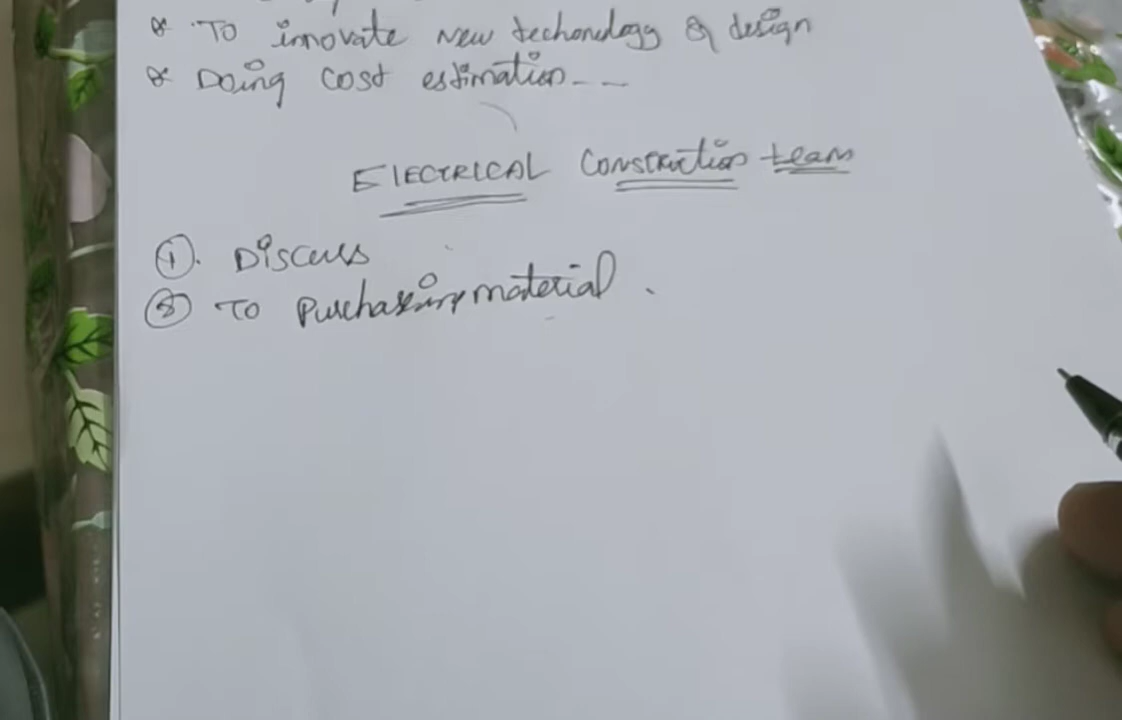 * To innovate New techonology & design
* Doing cost estimation---
ELECTRICAL Construction team
①. Discuss
② To Purchasing material.